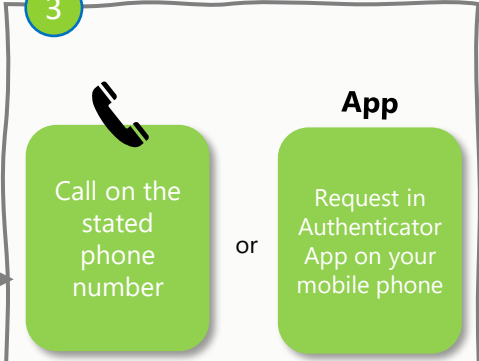 3
App
Call on the
stated
phone
number
or
Request in
Authenticator
App on your
mobile phone